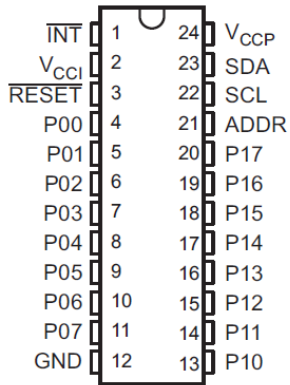 INT 1 24 VCCP
VCCI 2 23 SDA
RESET 3 22 SCL
P00 4 21 ADDR
P01 5 20 P17
P02 6 19 P16
P03 7 18 P15
P04 8 17 P14
P05 9 16 P13
P06 10 15 P12
P07 11 14 P11
GND 12 13 P10